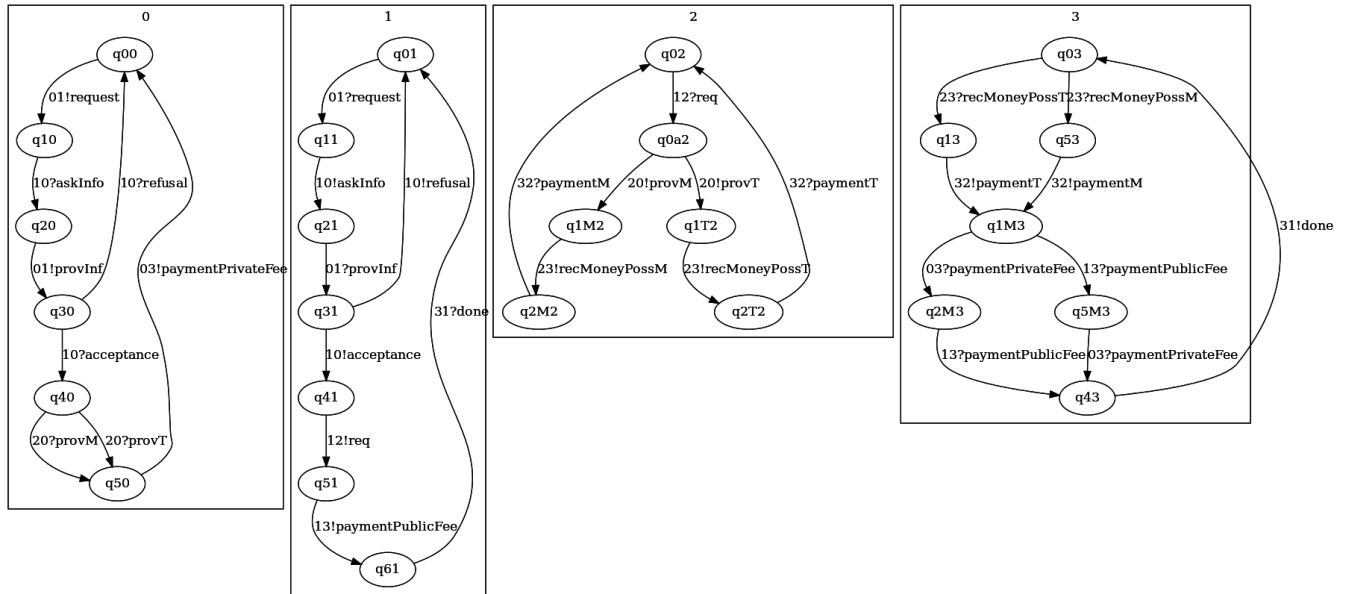 0
q00
01!request
q10
10?askInfo
10?refusal
q20
01!provInf
03!paymentPrivateFee
q30
10?acceptance
q40
20?provM
20?provT
q50
1
q01
01?request
q11
10!askInfo
10!refusal
q21
01?provInf
q31
31?done
10!acceptance
q41
12!req
q51
13!paymentPublicFee
q61
2
q02
12?req
q0a2
32?paymentM
20!provM
20!provT
32?paymentT
q1M2
q1T2
23!recMoneyPossM
23!recMoneyPossT
q2M2
q2T2
3
q03
23?recMoneyPossT
23?recMoneyPossM
q13
q53
32!paymentT
32!paymentM
q1M3
31!done
03?paymentPrivateFee
13?paymentPublicFee
q2M3
q5M3
13?paymentPublicFee
03?paymentPrivateFee
q43